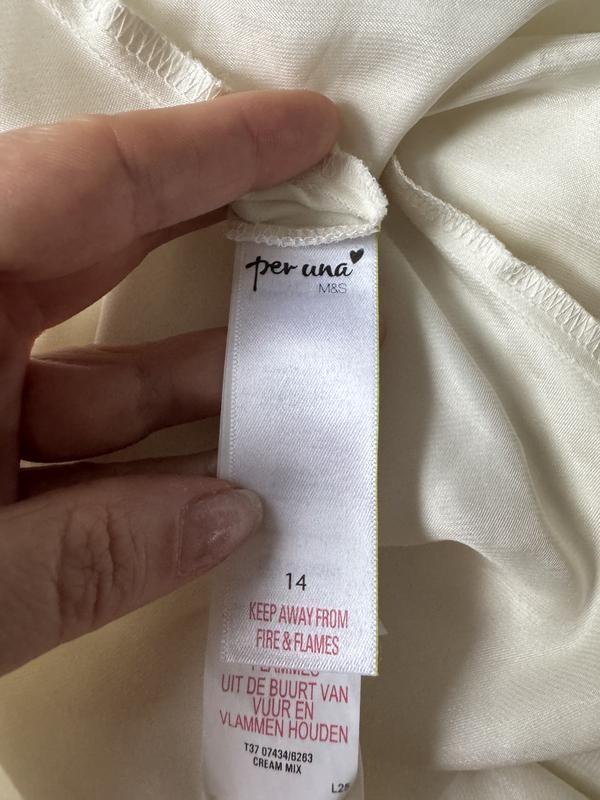 per una
M&S
14
KEEP AWAY FROM
FIRE & FLAMES
FLAMMES
UIT DE BUURT VAN
VUUR EN
VLAMMEN HOUDEN
T37 07434/6263
CREAM MIX